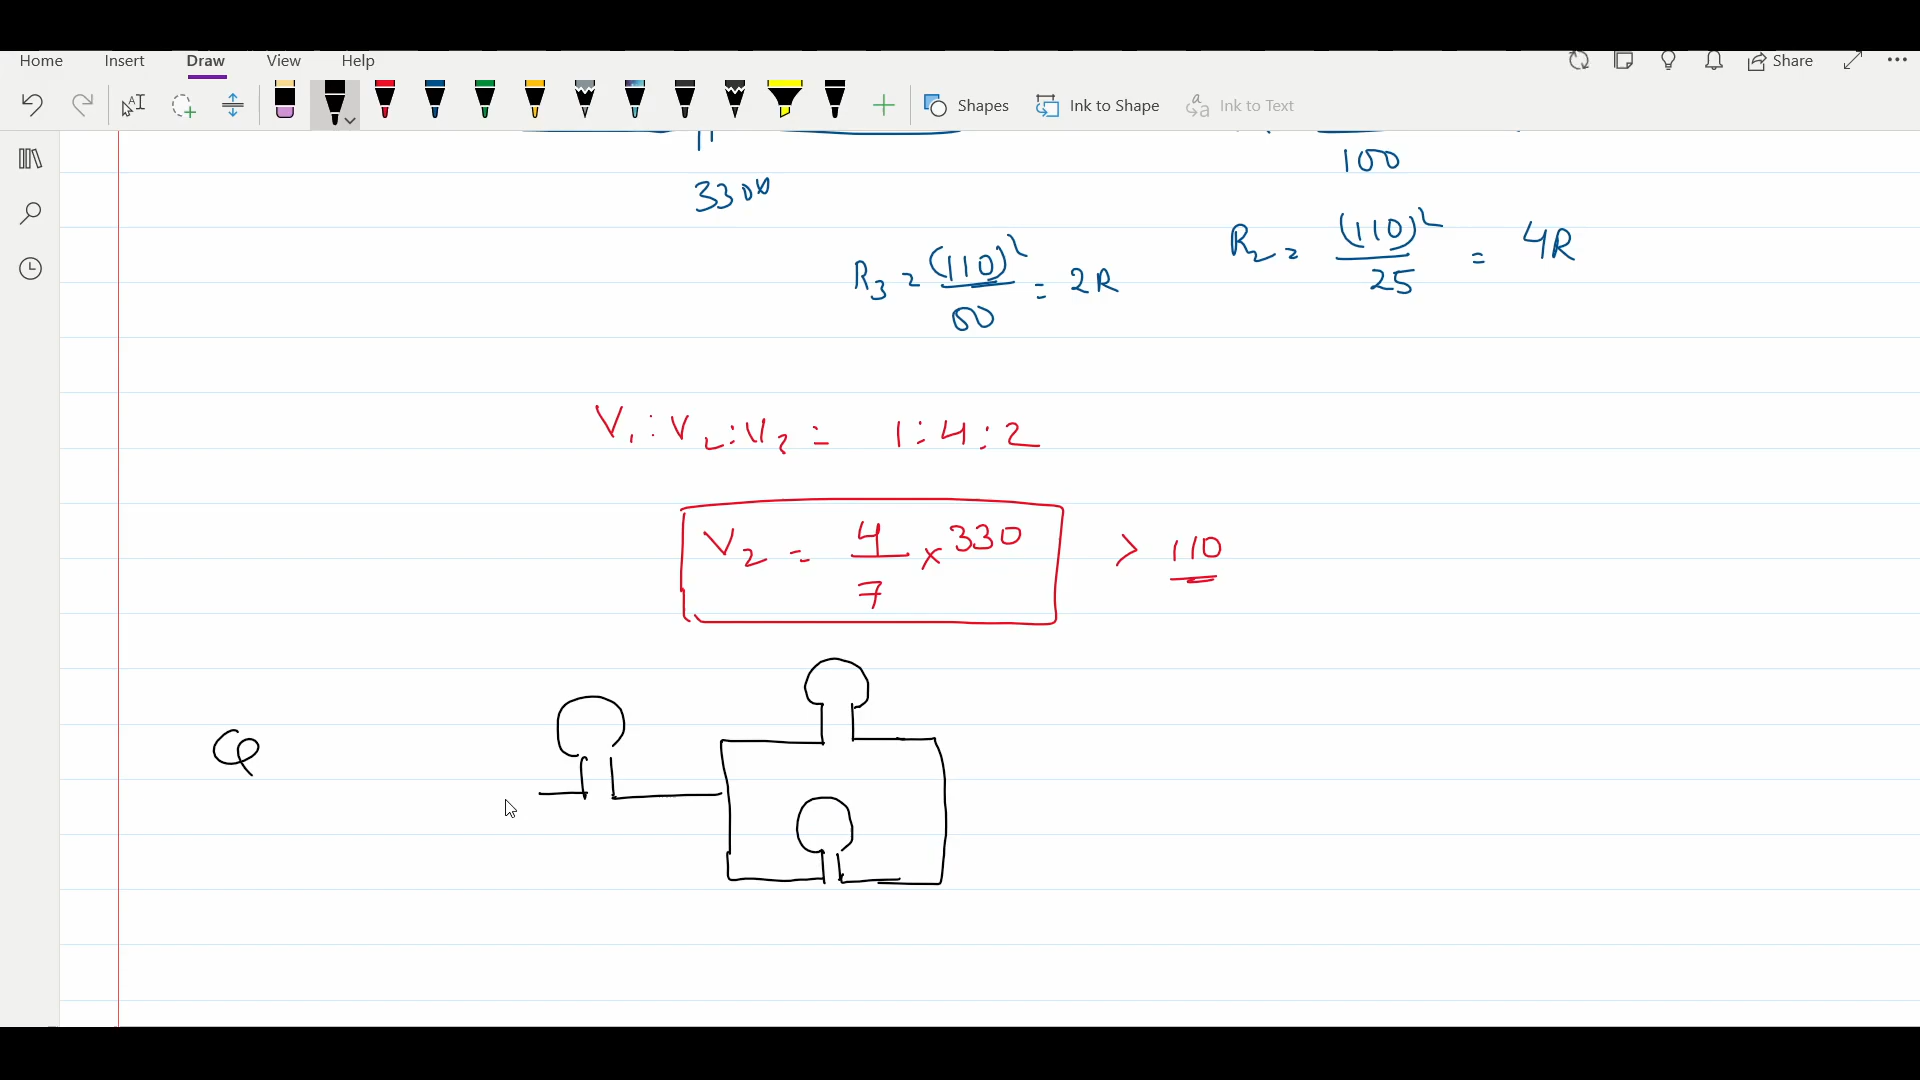 Home Insert Draw View Help Share
Shapes Ink to Shape Ink to Text
100
330V
R2 = (110)² / 25 = 4R
R3 = (110)² / 50 = 2R
V1 : V2 : V3 = 1 : 4 : 2
V2 = 4/7 × 330 > 110
Q